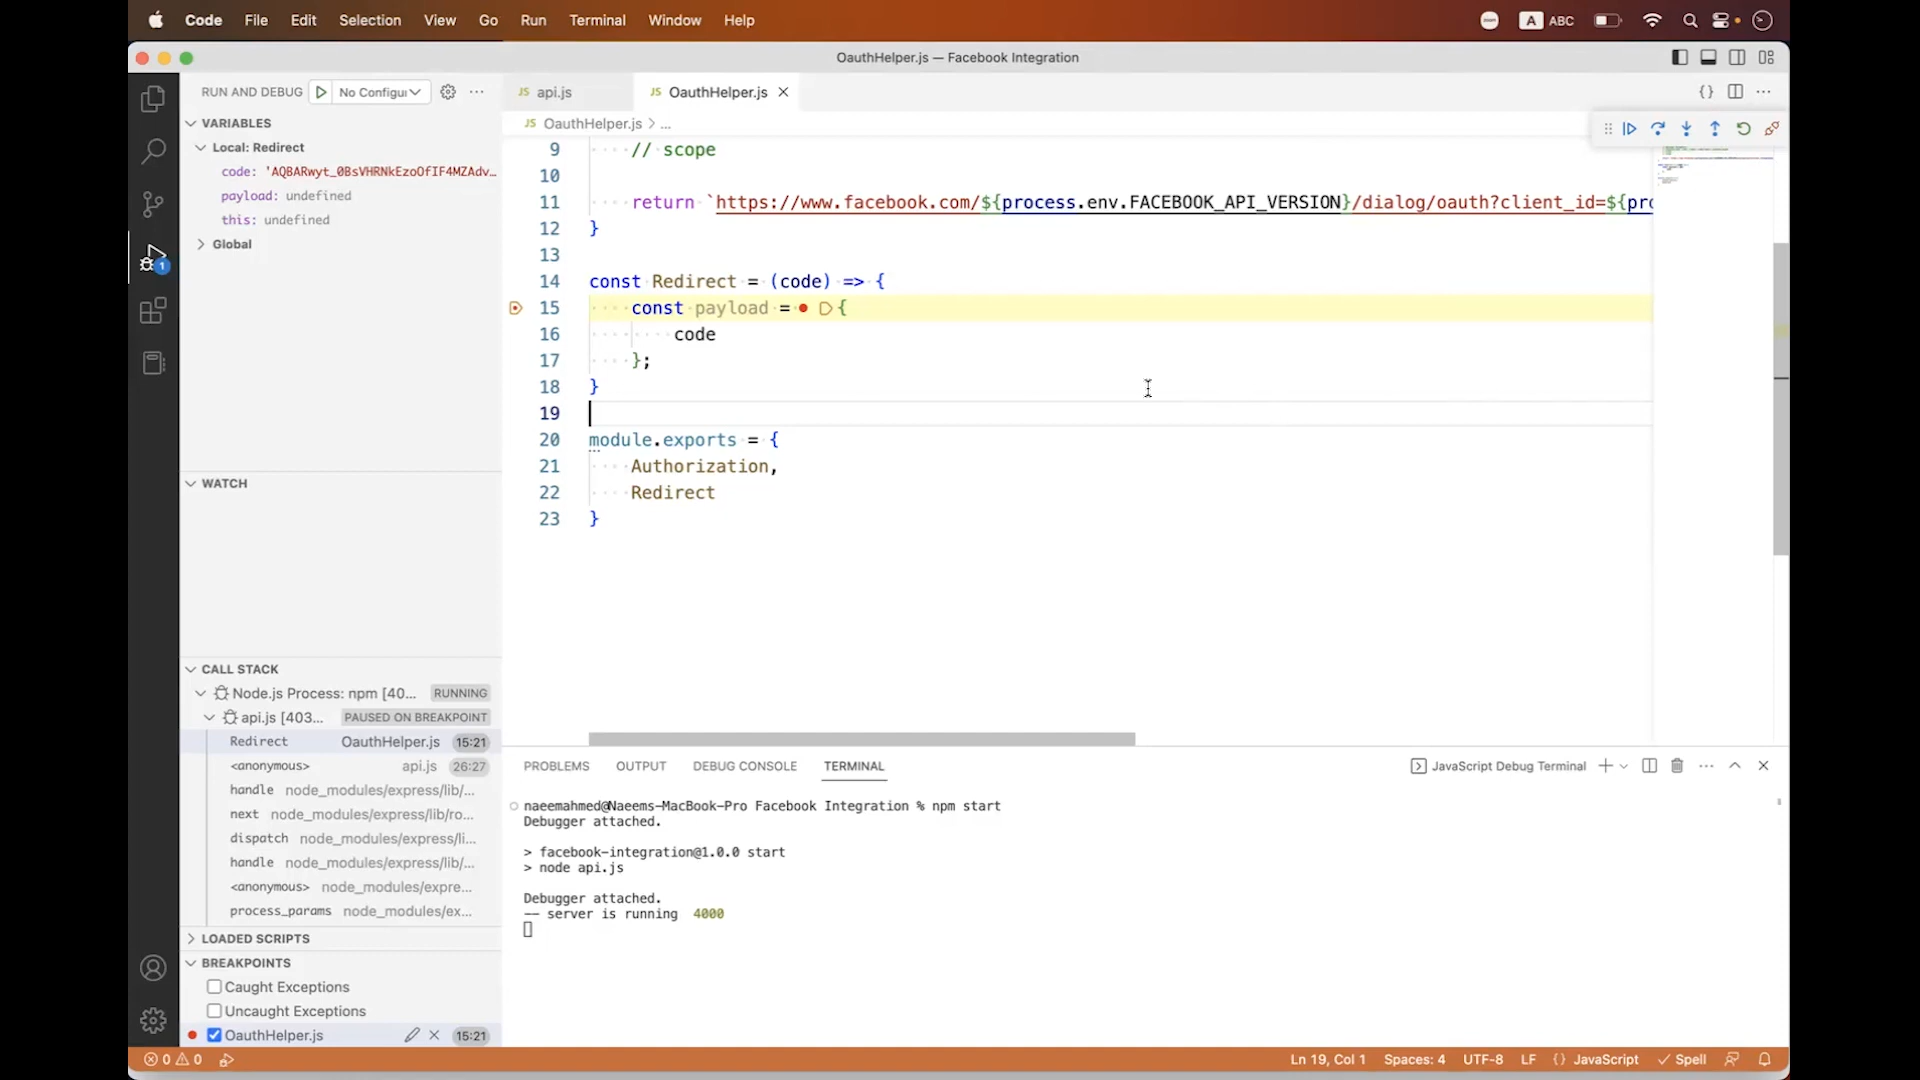 Code File Edit Selection View Go Run Terminal Window Help A ABC
OauthHelper.js — Facebook Integration
RUN AND DEBUG No Configu
JS api.js
JS OauthHelper.js
VARIABLES
Local: Redirect
code: 'AQBARwyt_0BsVHRNkEzoOfIF4MZAdv…
payload: undefined
this: undefined
Global
1
WATCH
CALL STACK
Node.js Process: npm [40... RUNNING
api.js [403... PAUSED ON BREAKPOINT
Redirect OauthHelper.js 15:21
<anonymous> api.js 26:27
handle node_modules/express/lib/...
next node_modules/express/lib/ro...
dispatch node_modules/express/li...
handle node_modules/express/lib/...
<anonymous> node_modules/expre...
process_params node_modules/ex...
LOADED SCRIPTS
BREAKPOINTS
Caught Exceptions
Uncaught Exceptions
OauthHelper.js 15:21
JS OauthHelper.js > ...
9 // scope
10
11 return `https://www.facebook.com/${process.env.FACEBOOK_API_VERSION}/dialog/oauth?client_id=${pro
12 }
13
14 const Redirect = (code) => {
15 const payload = {
16 code
17 };
18 }
19
20 module.exports = {
21 Authorization,
22 Redirect
23 }
PROBLEMS OUTPUT DEBUG CONSOLE TERMINAL JavaScript Debug Terminal
naeemahmed@Naeems-MacBook-Pro Facebook Integration % npm start
Debugger attached.
> facebook-integration@1.0.0 start
> node api.js
Debugger attached.
—— server is running 4000
0 0 Ln 19, Col 1 Spaces: 4 UTF-8 LF {} JavaScript Spell